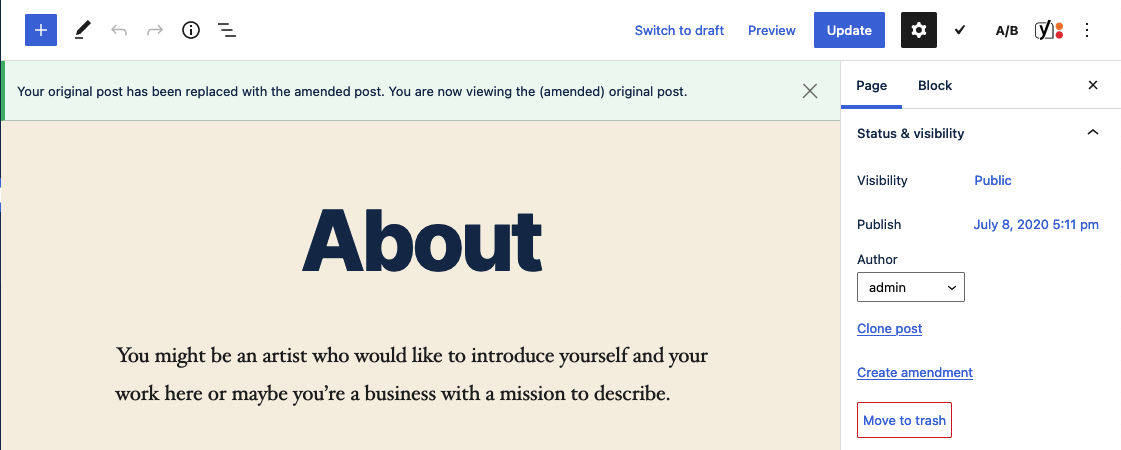 Switch to draft
Preview
Update
A/B
Your original post has been replaced with the amended post. You are now viewing the (amended) original post.
Page
Block
Status & visibility
Visibility
Public
Publish
July 8, 2020 5:11 pm
Author
admin
Clone post
Create amendment
Move to trash
About
You might be an artist who would like to introduce yourself and your
work here or maybe you’re a business with a mission to describe.